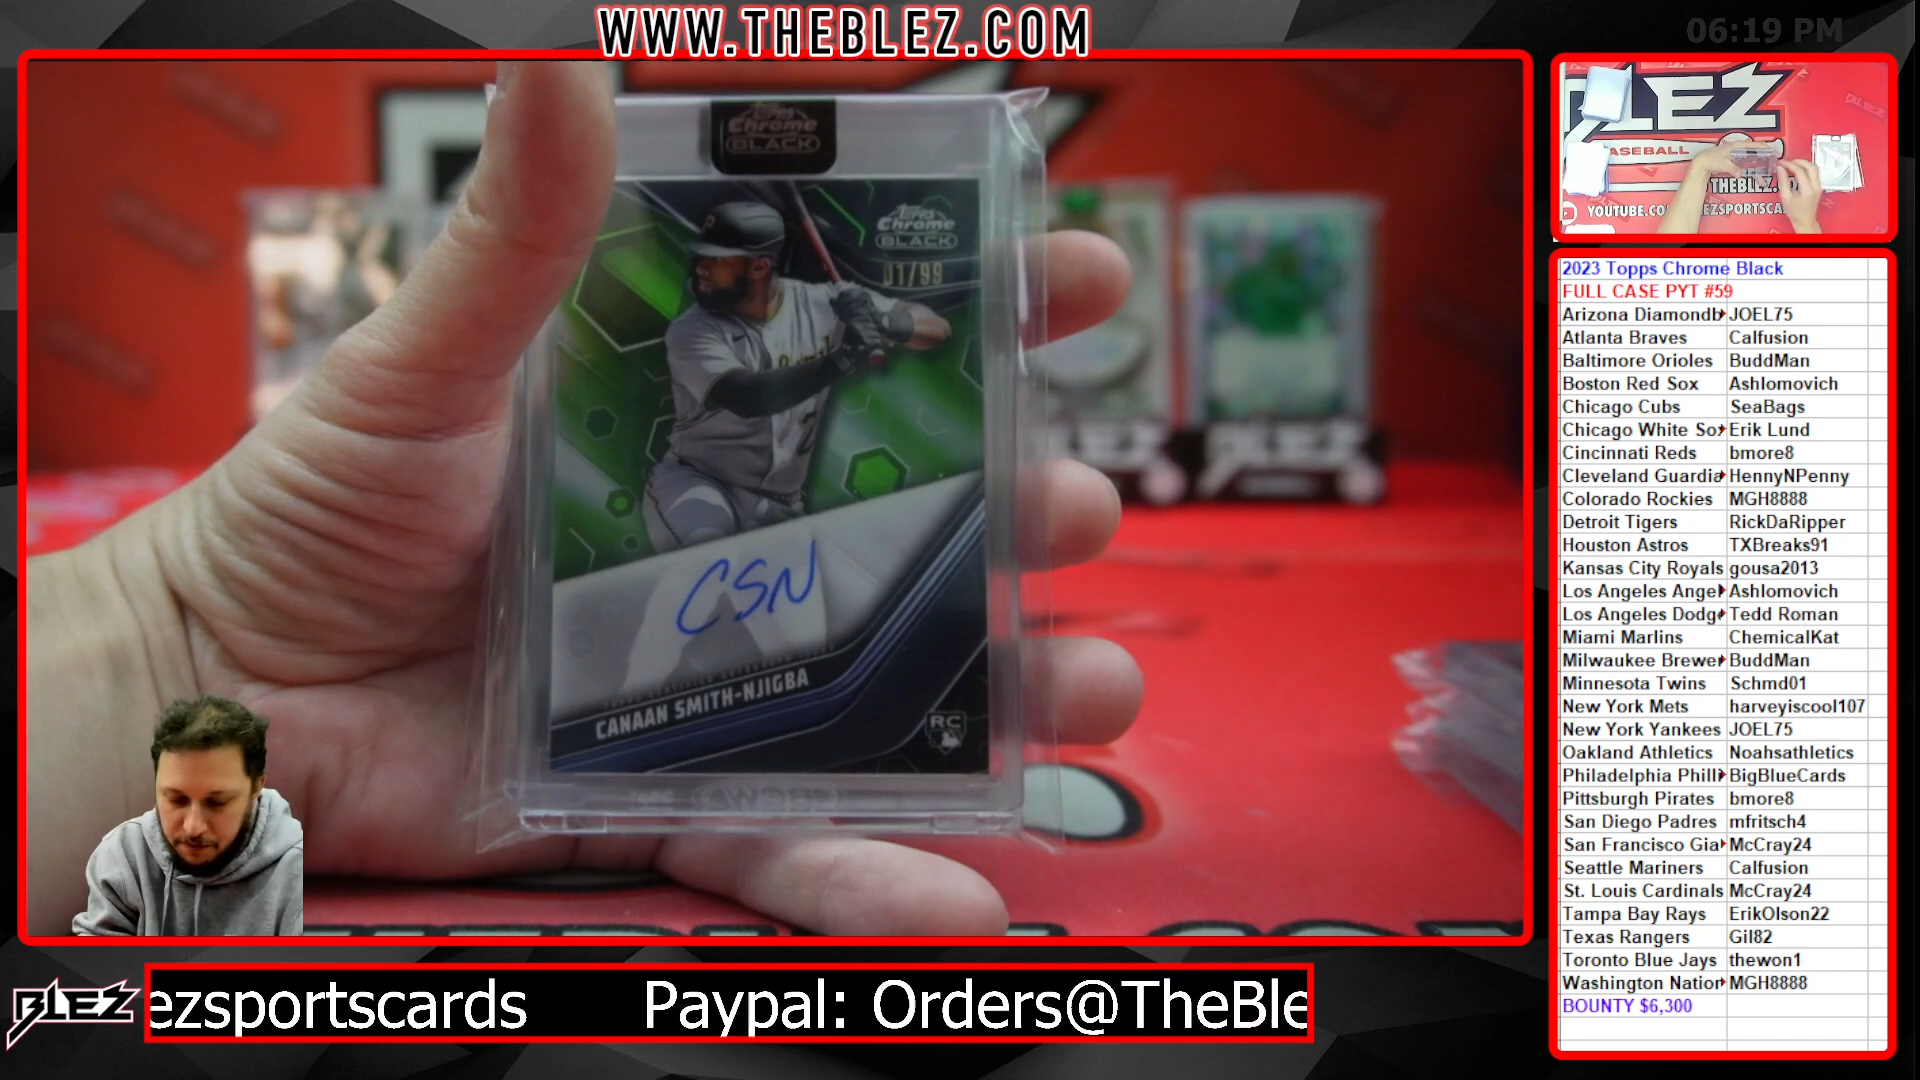 WWW.THEBLEZ.COM
06:19 PM
Topps
Chrome
BLACK
Topps
Chrome
BLACK
01/99
CSN
CANAAN SMITH-NJIGBA
RC
BLEZ
BASEBALL
THEBLEZ.CO
YOUTUBE.CO
EZSPORTSCA
2023 Topps Chrome Black
FULL CASE PYT #59
Arizona Diamondb JOEL75
Atlanta Braves Calfusion
Baltimore Orioles BuddMan
Boston Red Sox Ashlomovich
Chicago Cubs SeaBags
Chicago White Sox Erik Lund
Cincinnati Reds bmore8
Cleveland Guardia HennyNPenny
Colorado Rockies MGH8888
Detroit Tigers RickDaRipper
Houston Astros TXBreaks91
Kansas City Royals gousa2013
Los Angeles Angel Ashlomovich
Los Angeles Dodge Tedd Roman
Miami Marlins ChemicalKat
Milwaukee Brewer BuddMan
Minnesota Twins Schmd01
New York Mets harveyiscool107
New York Yankees JOEL75
Oakland Athletics Noahsathletics
Philadelphia Philli BigBlueCards
Pittsburgh Pirates bmore8
San Diego Padres mfritsch4
San Francisco Gia McCray24
Seattle Mariners Calfusion
St. Louis Cardinals McCray24
Tampa Bay Rays ErikOlson22
Texas Rangers Gil82
Toronto Blue Jays thewon1
Washington Nation MGH8888
BOUNTY $6,300
BLEZ
ezsportscards Paypal: Orders@TheBle